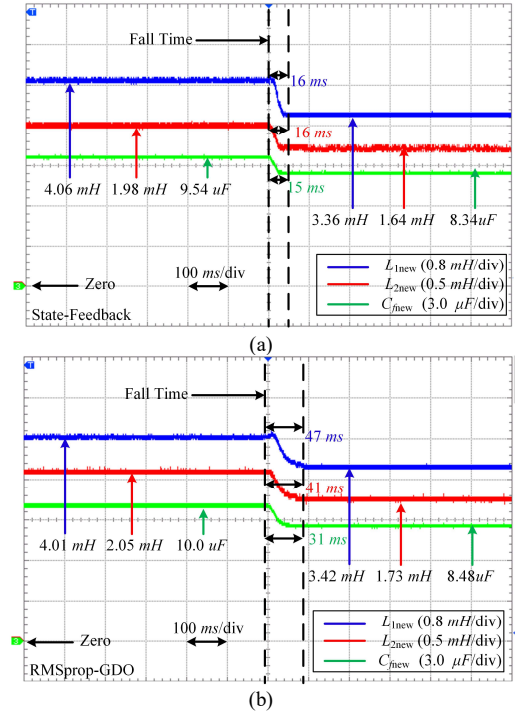 T
Fall Time
16 ms
16 ms
15 ms
4.06 mH 1.98 mH 9.54 uF
3.36 mH 1.64 mH 8.34uF
100 ms/div
Zero
3
L1new (0.8 mH/div)
L2new (0.5 mH/div)
Cfnew (3.0 μF/div)
State-Feedback
(a)
T
Fall Time
47 ms
41 ms
31 ms
4.01 mH 2.05 mH 10.0 uF
3.42 mH 1.73 mH 8.48uF
100 ms/div
Zero
3
L1new (0.8 mH/div)
L2new (0.5 mH/div)
Cfnew (3.0 μF/div)
RMSprop-GDO
(b)